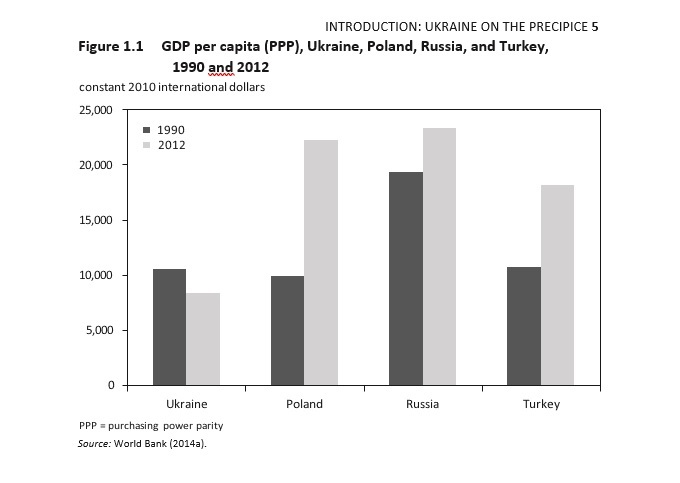 INTRODUCTION: UKRAINE ON THE PRECIPICE 5
Figure 1.1 GDP per capita (PPP), Ukraine, Poland, Russia, and Turkey,
1990 and 2012
constant 2010 international dollars
25,000
1990
2012
20,000
15,000
10,000
5,000
0
Ukraine Poland Russia Turkey
PPP = purchasing power parity
Source: World Bank (2014a).